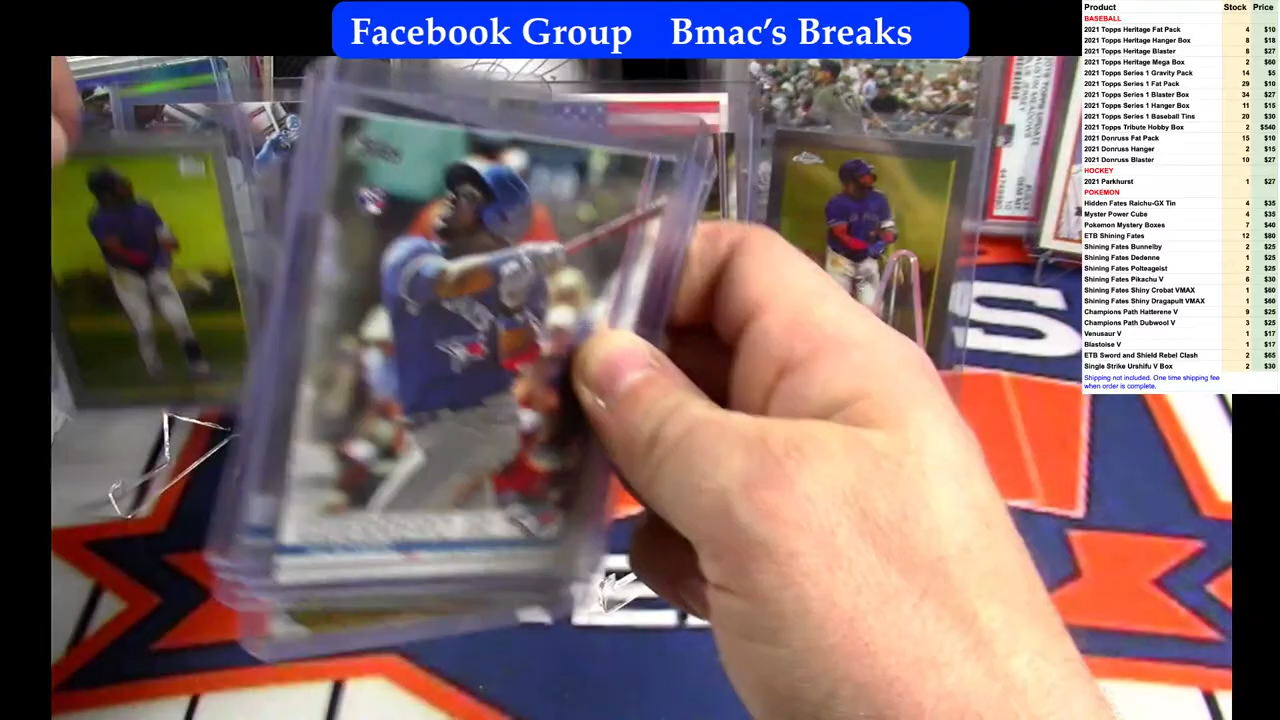 Facebook Group Bmac's Breaks
Product Stock Price
BASEBALL
2021 Topps Heritage Fat Pack 4 $10
2021 Topps Heritage Hanger Box 8 $18
2021 Topps Heritage Blaster 8 $27
2021 Topps Heritage Mega Box 2 $60
2021 Topps Series 1 Gravity Pack 14 $5
2021 Topps Series 1 Fat Pack 29 $10
2021 Topps Series 1 Blaster Box 34 $27
2021 Topps Series 1 Hanger Box 11 $15
2021 Topps Series 1 Baseball Tins 20 $30
2021 Topps Tribute Hobby Box 2 $540
2021 Donruss Fat Pack 15 $10
2021 Donruss Hanger 2 $15
2021 Donruss Blaster 10 $27
HOCKEY
2021 Parkhurst 1 $27
POKEMON
Hidden Fates Raichu-GX Tin 4 $35
Myster Power Cube 4 $35
Pokemon Mystery Boxes 7 $40
ETB Shining Fates 12 $80
Shining Fates Bunnelby 2 $25
Shining Fates Dedenne 1 $25
Shining Fates Polteageist 2 $25
Shining Fates Pikachu V 6 $30
Shining Fates Shiny Crobat VMAX 1 $60
Shining Fates Shiny Dragapult VMAX 1 $60
Champions Path Hatterene V 9 $25
Champions Path Dubwool V 3 $25
Venusaur V 1 $17
Blastoise V 1 $17
ETB Sword and Shield Rebel Clash 2 $65
Single Strike Urshifu V Box 2 $30
Shipping not included. One time shipping fee
when order is complete.